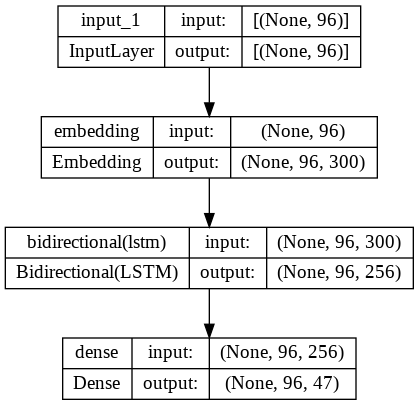 input_1 input: [(None, 96)]
InputLayer output: [(None, 96)]
embedding input: (None, 96)
Embedding output: (None, 96, 300)
bidirectional(lstm) input: (None, 96, 300)
Bidirectional(LSTM) output: (None, 96, 256)
dense input: (None, 96, 256)
Dense output: (None, 96, 47)